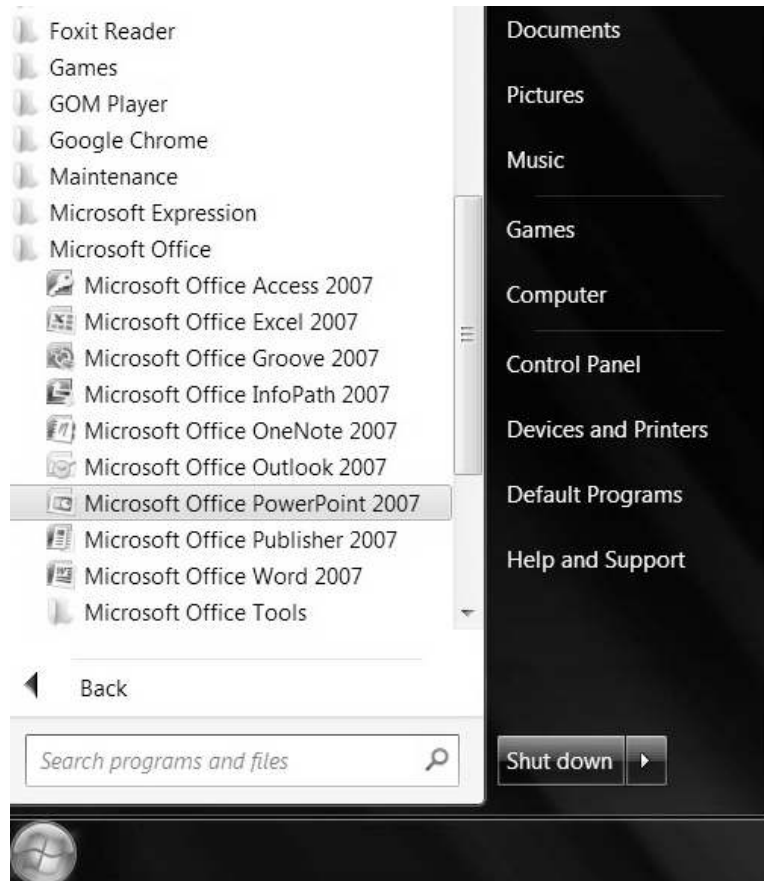 Foxit Reader
Games
GOM Player
Google Chrome
Maintenance
Microsoft Expression
Microsoft Office
Microsoft Office Access 2007
Microsoft Office Excel 2007
Microsoft Office Groove 2007
Microsoft Office InfoPath 2007
Microsoft Office OneNote 2007
Microsoft Office Outlook 2007
Microsoft Office PowerPoint 2007
Microsoft Office Publisher 2007
Microsoft Office Word 2007
Microsoft Office Tools
Back
Search programs and files
Documents
Pictures
Music
Games
Computer
Control Panel
Devices and Printers
Default Programs
Help and Support
Shut down